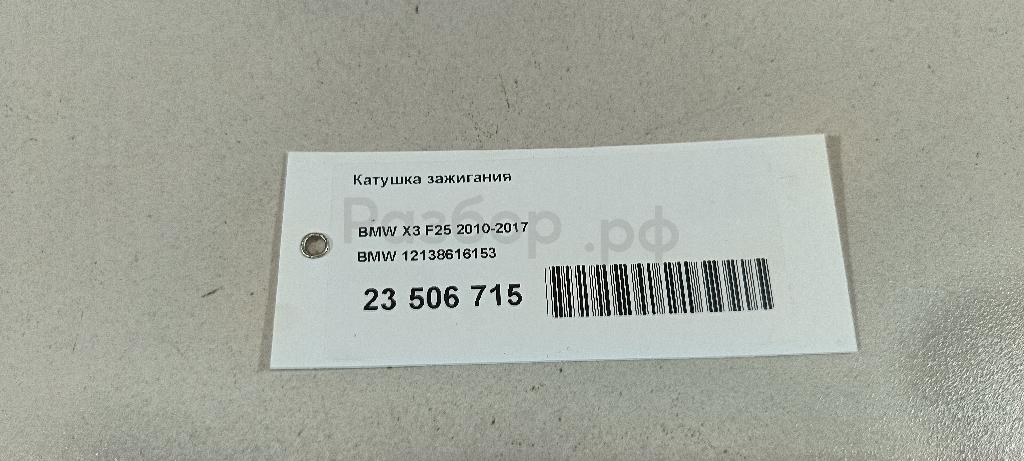 Катушка зажигания
Разбор.рф
BMW X3 F25 2010-2017
BMW 12138616153
23 506 715